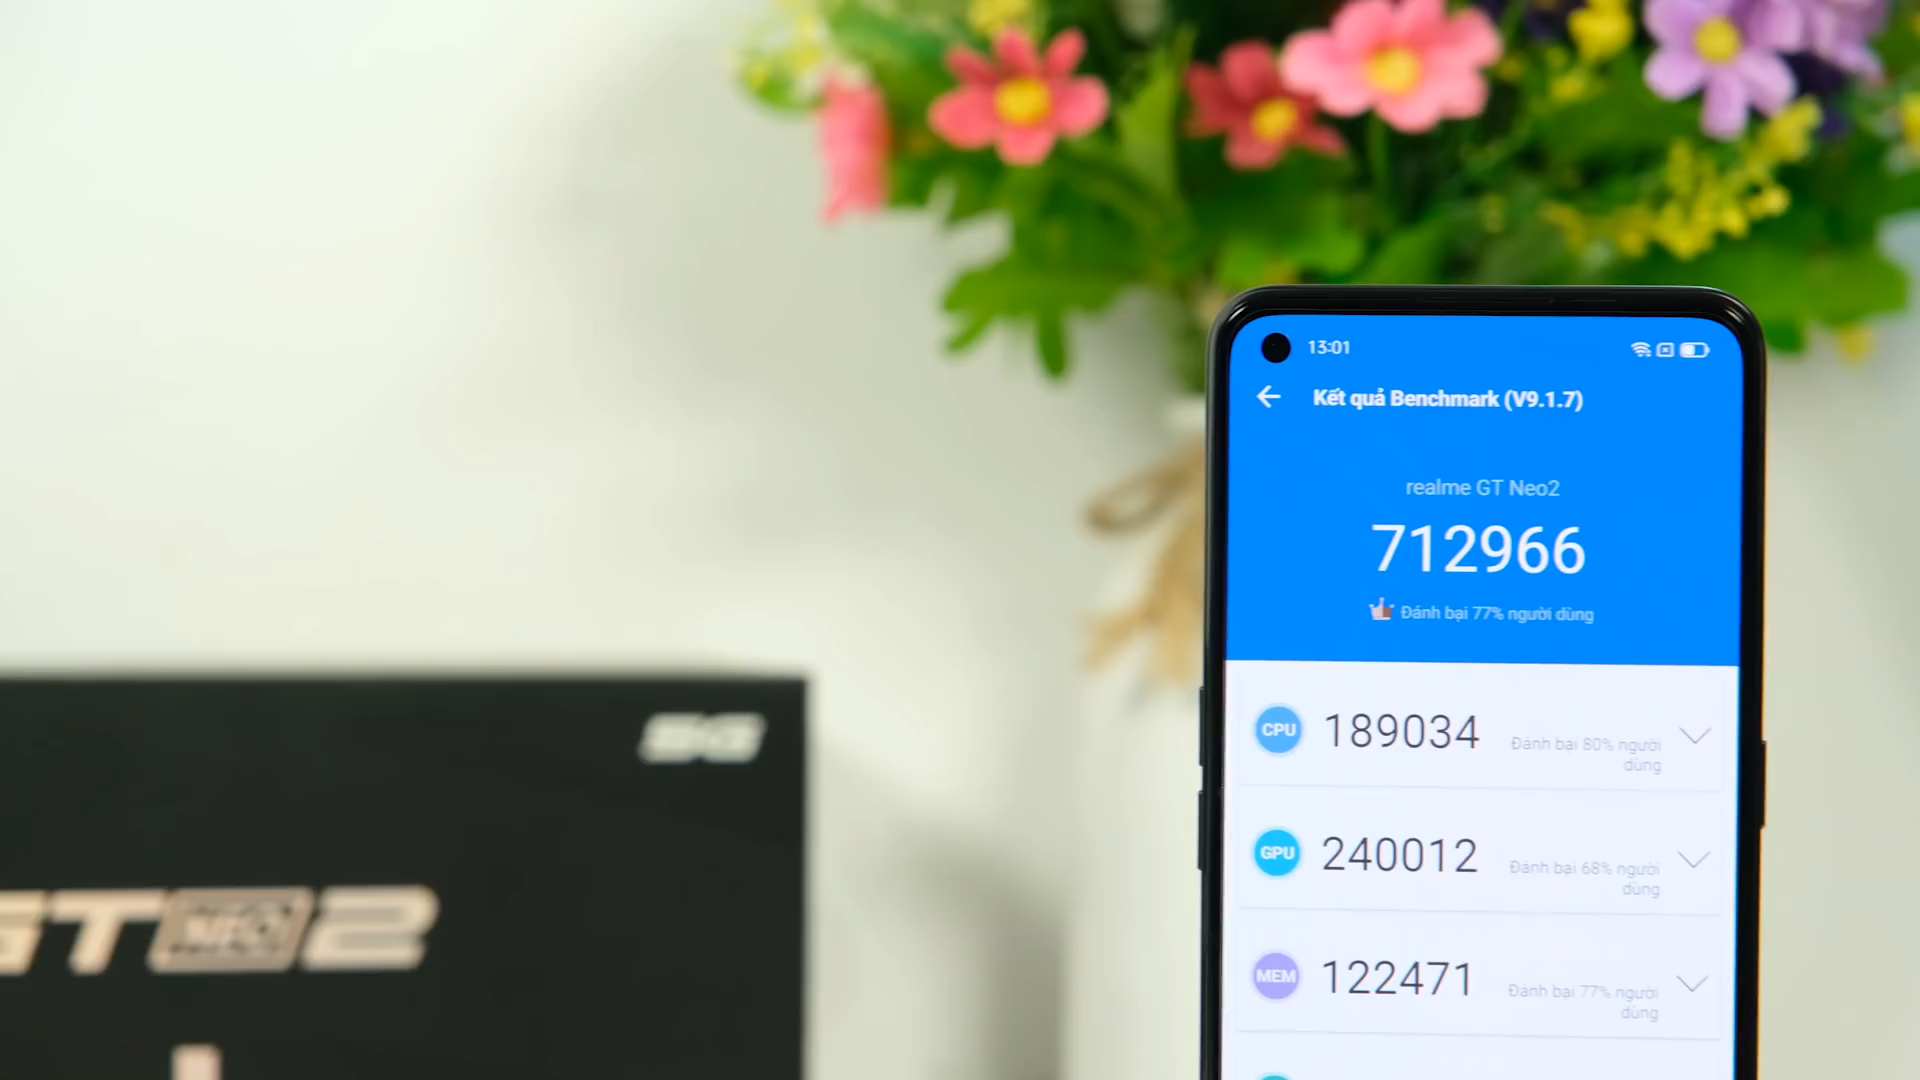 13:01
Kết quả Benchmark (V9.1.7)
realme GT Neo2
712966
Đánh bại 77% người dùng
CPU 189034 Đánh bại 80% người
dùng
GPU 240012 Đánh bại 68% người
dùng
MEM 122471 Đánh bại 77% người
dùng
5G
GT NEO 2